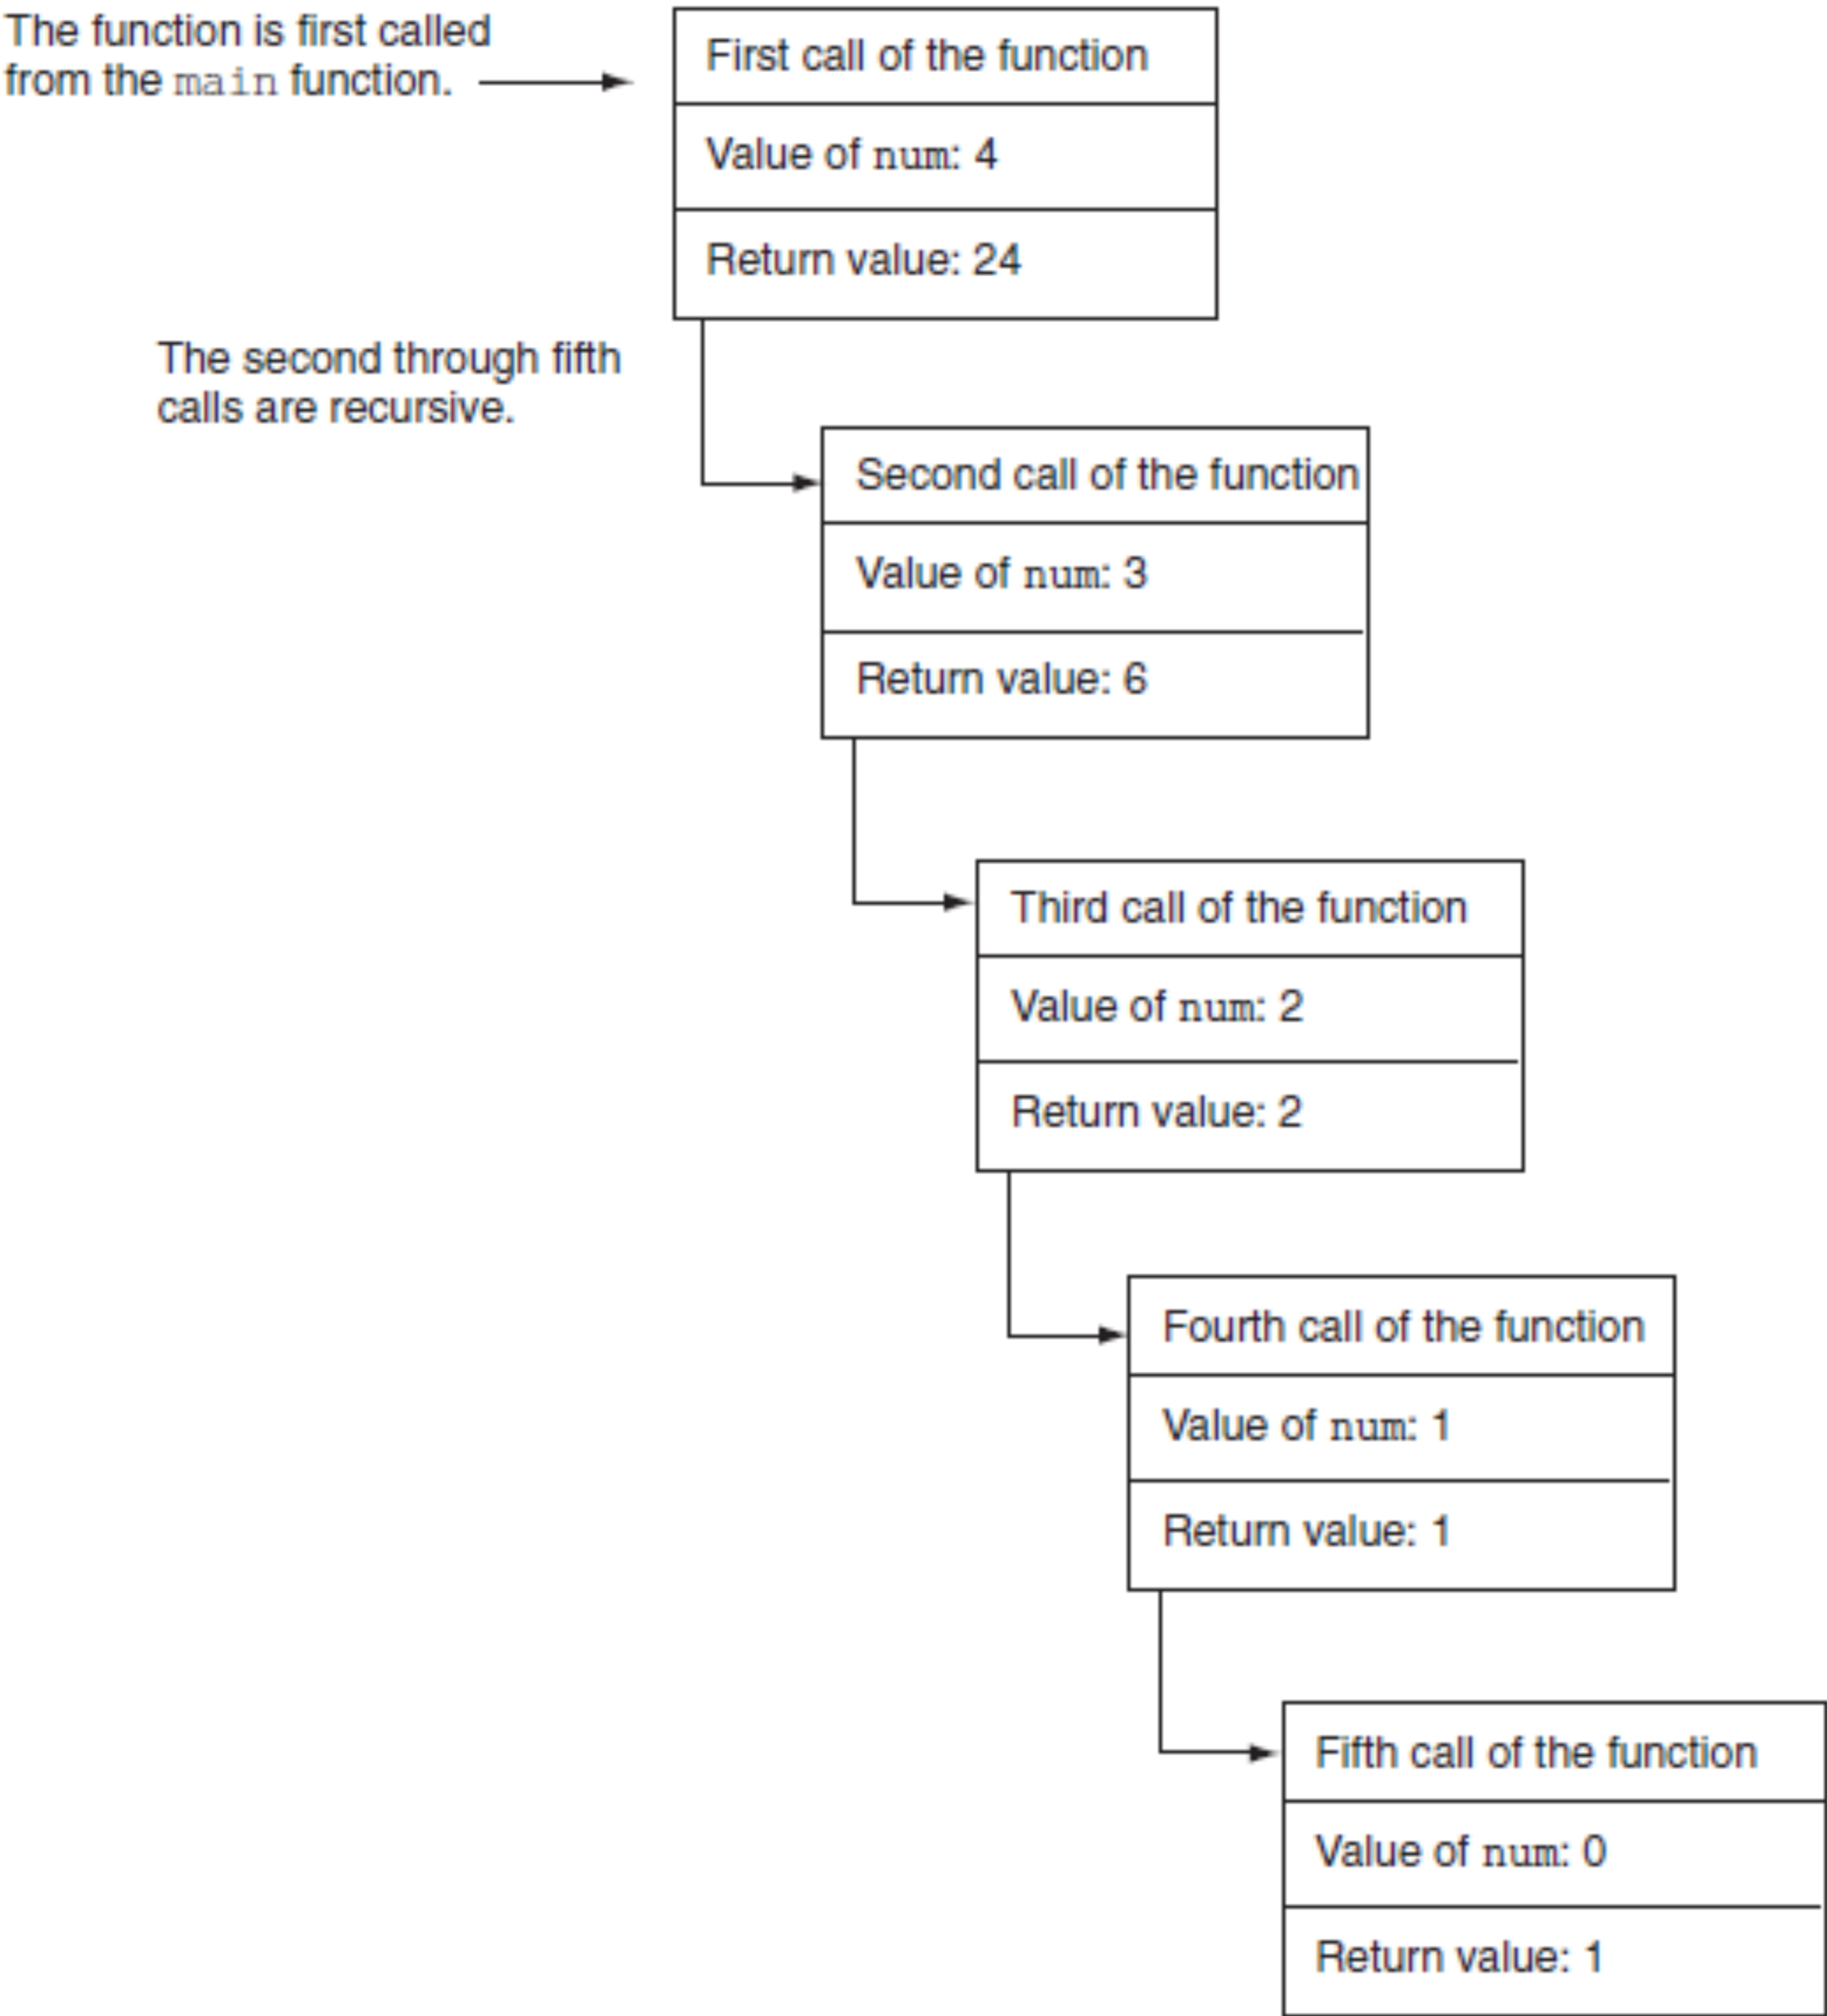 The function is first called
from the main function.
First call of the function
Value of num: 4
Return value: 24
The second through fifth
calls are recursive.
Second call of the function
Value of num: 3
Return value: 6
Third call of the function
Value of num: 2
Return value: 2
Fourth call of the function
Value of num: 1
Return value: 1
Fifth call of the function
Value of num: 0
Return value: 1